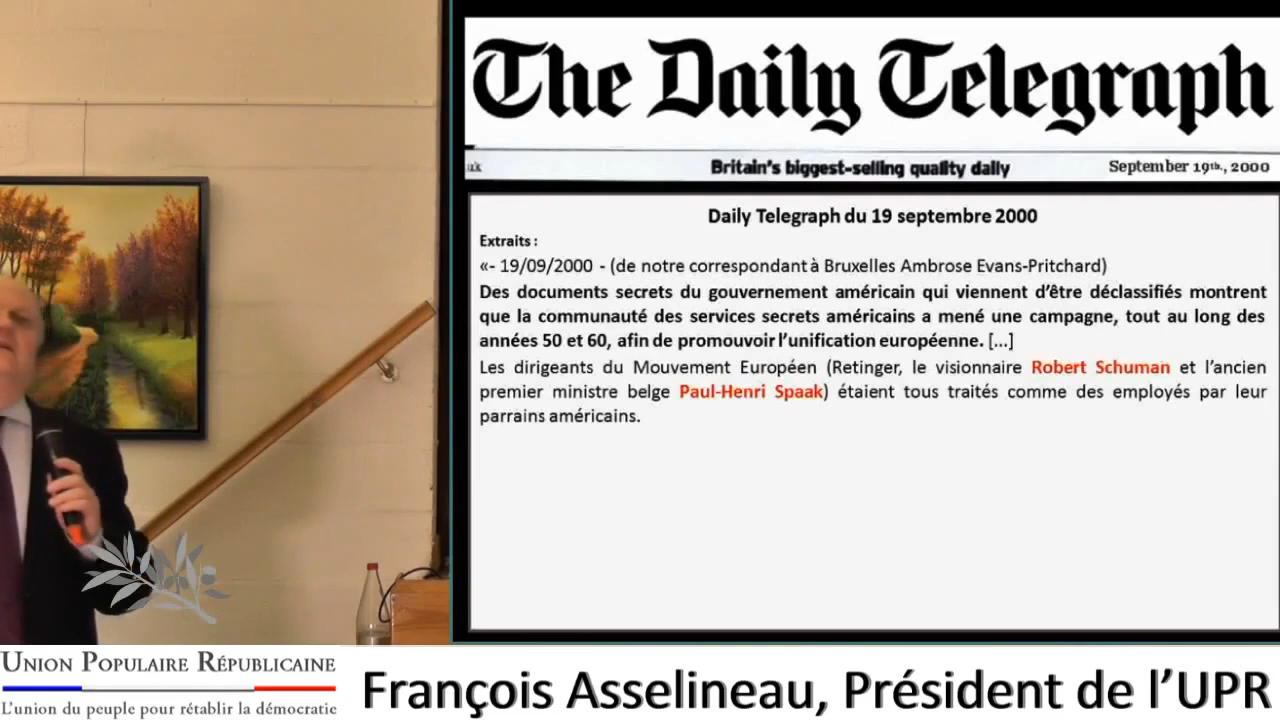 The Daily Telegraph
uk
Britain's biggest-selling quality daily
September 19th., 2000
Daily Telegraph du 19 septembre 2000
Extraits :
«- 19/09/2000 - (de notre correspondant à Bruxelles Ambrose Evans-Pritchard)
Des documents secrets du gouvernement américain qui viennent d'être déclassifiés montrent
que la communauté des services secrets américains a mené une campagne, tout au long des
années 50 et 60, afin de promouvoir l'unification européenne. [...]
Les dirigeants du Mouvement Européen (Retinger, le visionnaire Robert Schuman et l'ancien
premier ministre belge Paul-Henri Spaak) étaient tous traités comme des employés par leur
parrains américains.
UNION POPULAIRE RÉPUBLICAINE
L'union du peuple pour rétablir la démocratie
François Asselineau, Président de l'UPR